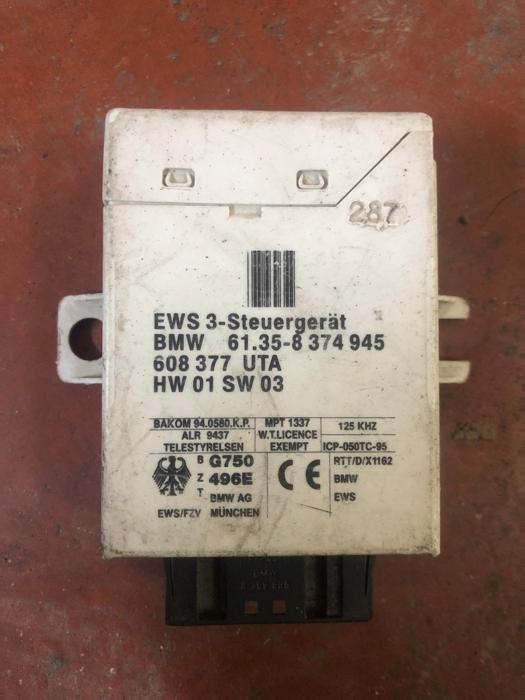 287
EWS 3-Steuergerät
BMW 61.35-8 374 945
608 377 UTA
HW 01 SW 03
BAKOM 94.0580.K.P. MPT 1337 125 KHZ
ALR 9437 W.T.LICENCE
TELESTYRELSEN EXEMPT ICP-050TC-95
B G750 CE RTT/D/X1162
Z 496E BMW
T BMW AG EWS
EWS/FZV MÜNCHEN